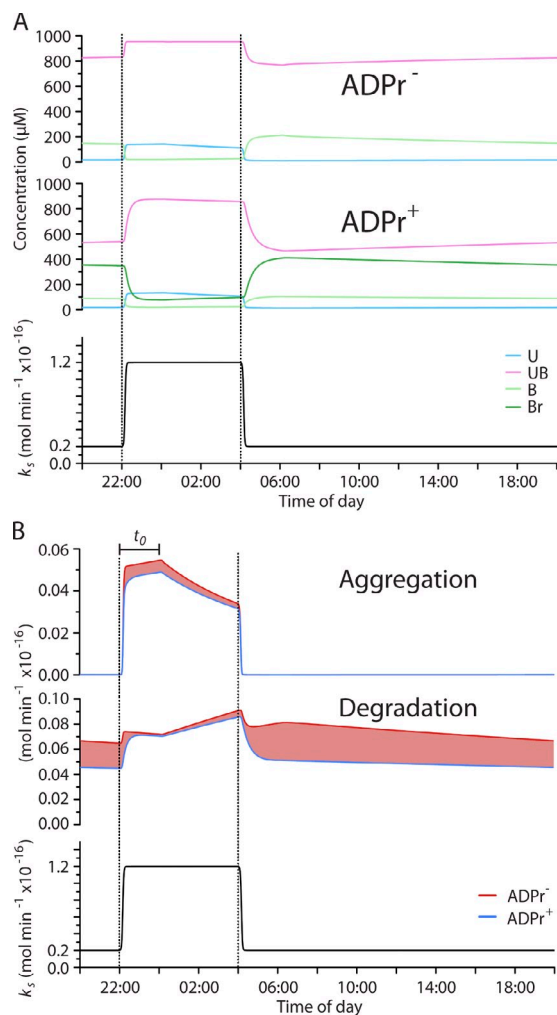 A
1000
800
600
400
200
0
ADPr -
Concentration (µM)
1000
800
600
400
200
0
ADPr+
1.2
0.2
0.0
ks (mol min -1 x10-16)
U
UB
B
Br
22:00 02:00 06:00 10:00 14:00 18:00
Time of day
B
t0
0.06
0.04
0.02
0.00
Aggregation
(mol min -1 x10-16)
0.10
0.08
0.06
0.04
0.02
0.00
Degradation
1.2
0.2
0.0
ks (mol min -1 x10-16)
ADPr-
ADPr+
22:00 02:00 06:00 10:00 14:00 18:00
Time of day